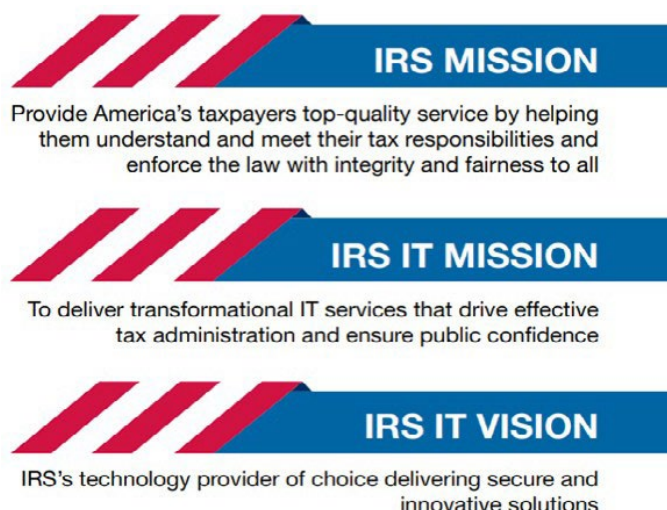 IRS MISSION
Provide America's taxpayers top-quality service by helping
them understand and meet their tax responsibilities and
enforce the law with integrity and fairness to all
IRS IT MISSION
To deliver transformational IT services that drive effective
tax administration and ensure public confidence
IRS IT VISION
IRS's technology provider of choice delivering secure and
innovative solutions